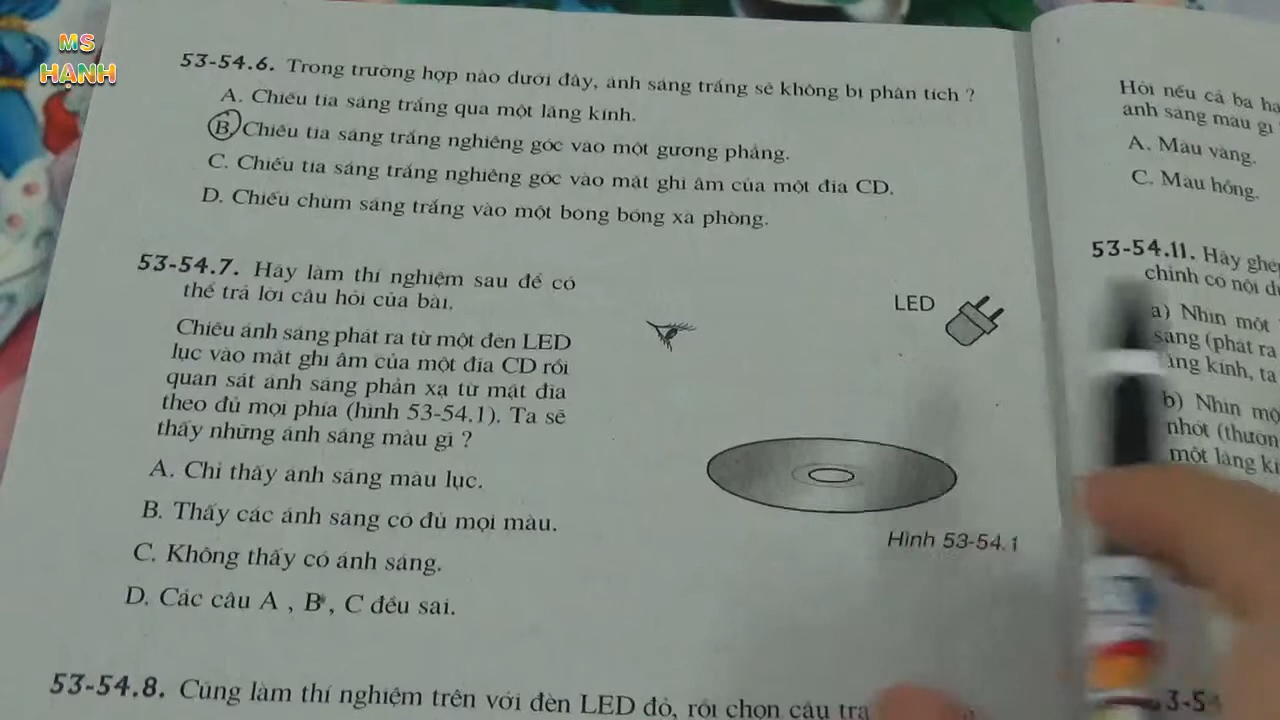 MS
HẠNH
53-54.6. Trong trường hợp nào dưới đây, ánh sáng trắng sẽ không bị phân tích ?
A. Chiếu tia sáng trắng qua một lăng kính.
B. Chiếu tia sáng trắng nghiêng góc vào một gương phẳng.
C. Chiếu tia sáng trắng nghiêng góc vào mặt ghi âm của một đĩa CD.
D. Chiếu chùm sáng trắng vào một bong bóng xà phòng.
53-54.7. Hãy làm thí nghiệm sau để có
thể trả lời câu hỏi của bài.
Chiếu ánh sáng phát ra từ một đèn LED
lục vào mặt ghi âm của một đĩa CD rồi
quan sát ánh sáng phản xạ từ mặt đĩa
theo đủ mọi phía (hình 53-54.1). Ta sẽ
thấy những ánh sáng màu gì ?
A. Chỉ thấy ánh sáng màu lục.
B. Thấy các ánh sáng có đủ mọi màu.
C. Không thấy có ánh sáng.
D. Các câu A , B , C đều sai.
LED
Hình 53-54.1
53-54.8. Cũng làm thí nghiệm trên với đèn LED đỏ, rồi chọn câu trả
Hỏi nếu cả ba
ánh sáng màu gì
A. Màu vàng.
C. Màu hồng.
53-54.11. Hãy
chỉnh có nội
a) Nhìn một
sáng (phát ra
kính, ta
b) Nhìn
nhót
một lăng